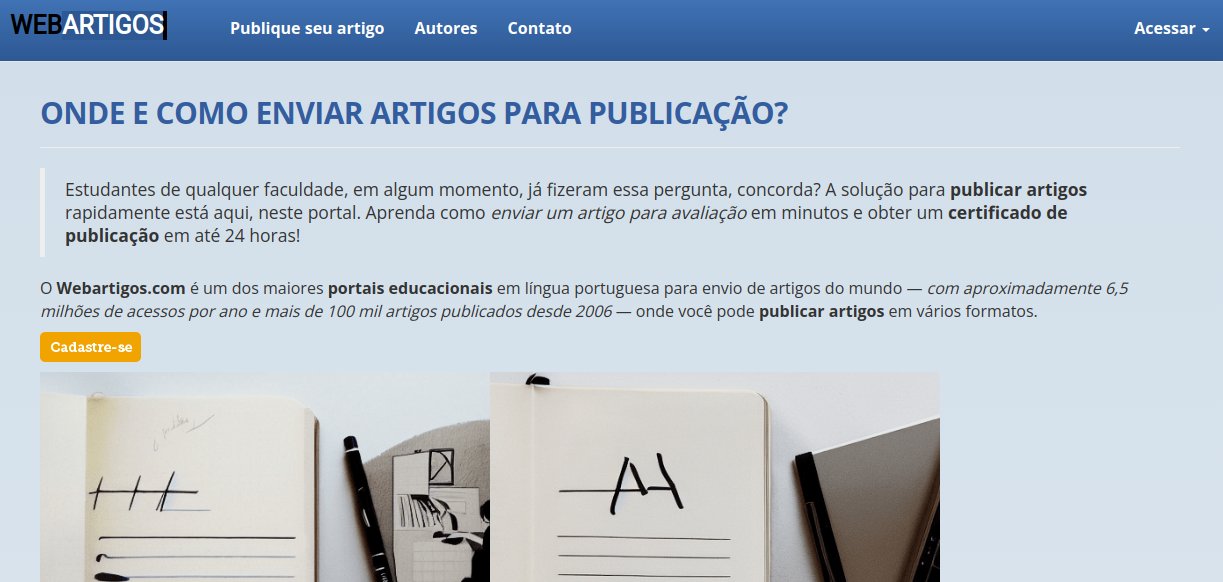 WEBARTIGOS
Publique seu artigo
Autores
Contato
Acessar
ONDE E COMO ENVIAR ARTIGOS PARA PUBLICAÇÃO?
Estudantes de qualquer faculdade, em algum momento, já fizeram essa pergunta, concorda? A solução para publicar artigos
rapidamente está aqui, neste portal. Aprenda como enviar um artigo para avaliação em minutos e obter um certificado de
publicação em até 24 horas!
O Webartigos.com é um dos maiores portais educacionais em língua portuguesa para envio de artigos do mundo — com aproximadamente 6,5
milhões de acessos por ano e mais de 100 mil artigos publicados desde 2006 — onde você pode publicar artigos em vários formatos.
Cadastre-se